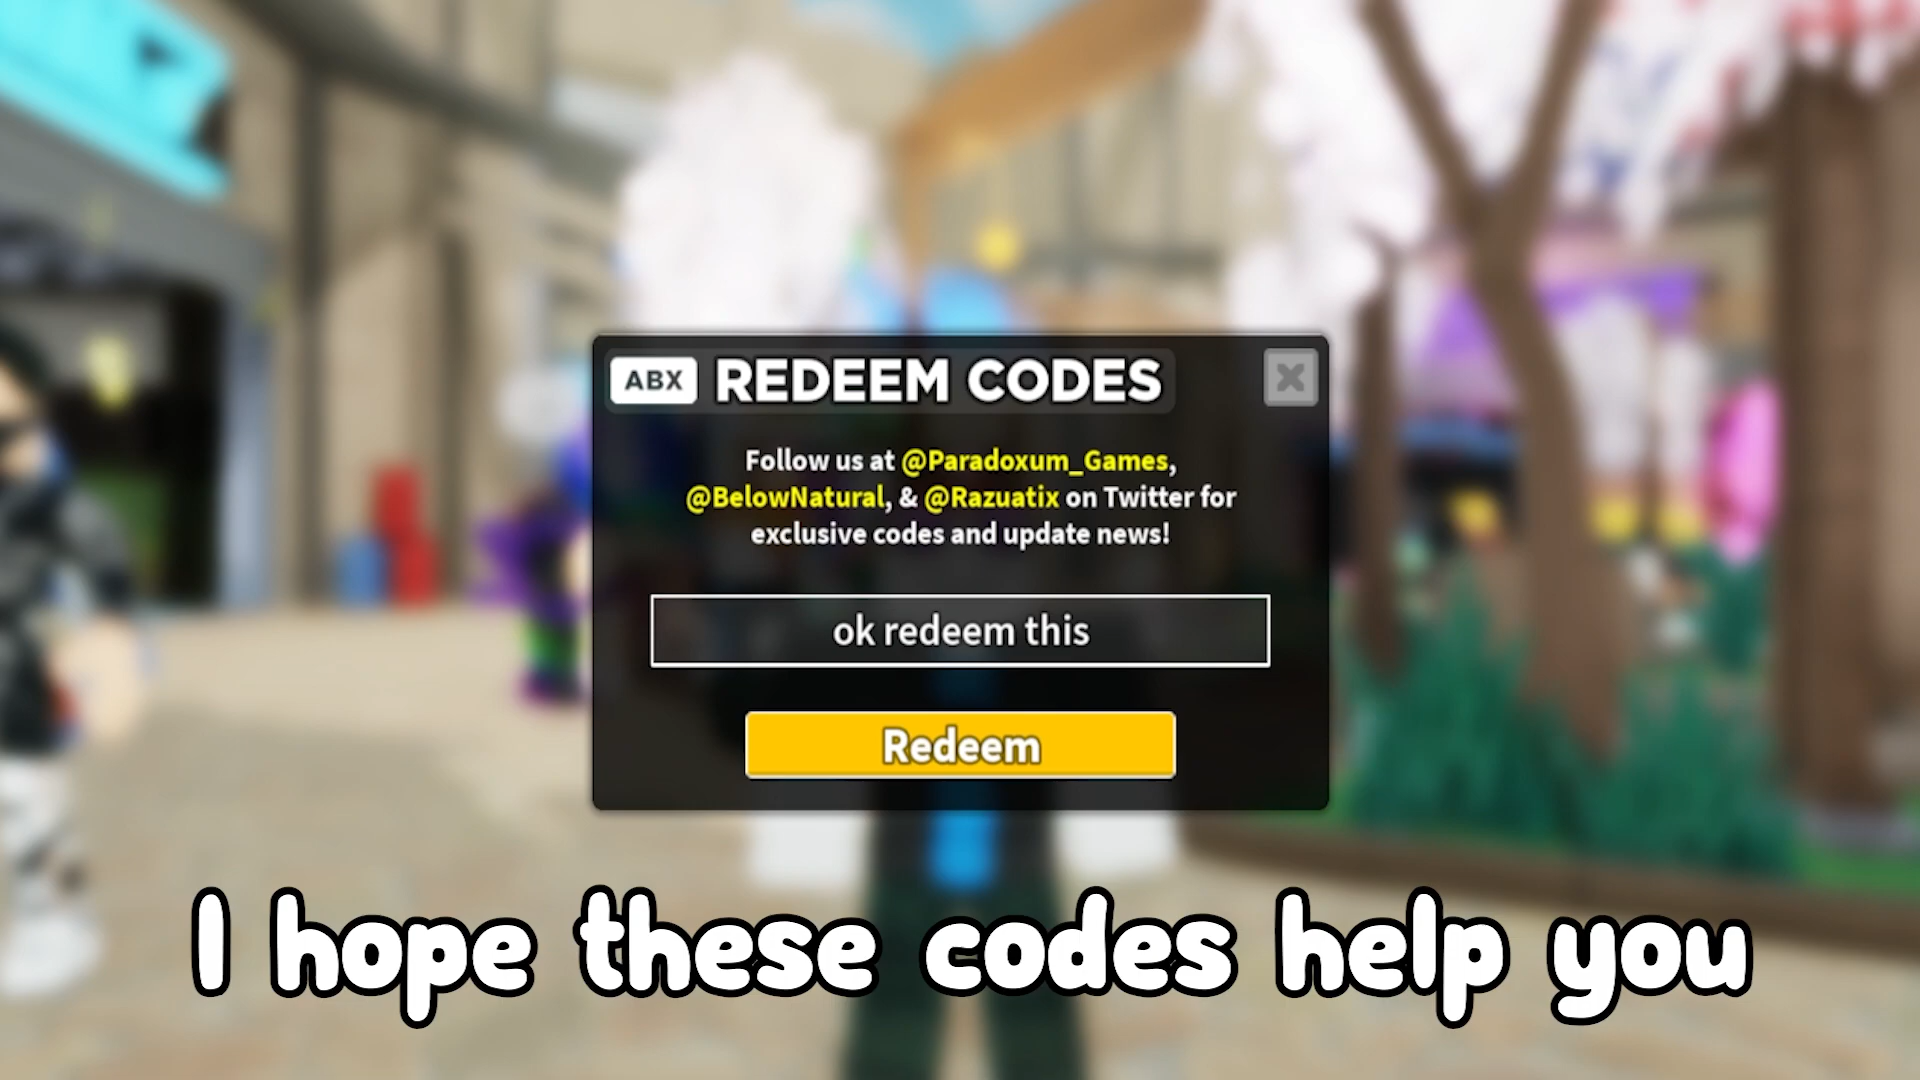 ABX REDEEM CODES
Follow us at @Paradoxum_Games,
@BelowNatural, & @Razuatix on Twitter for
exclusive codes and update news!
ok redeem this
Redeem
I hope these codes help you